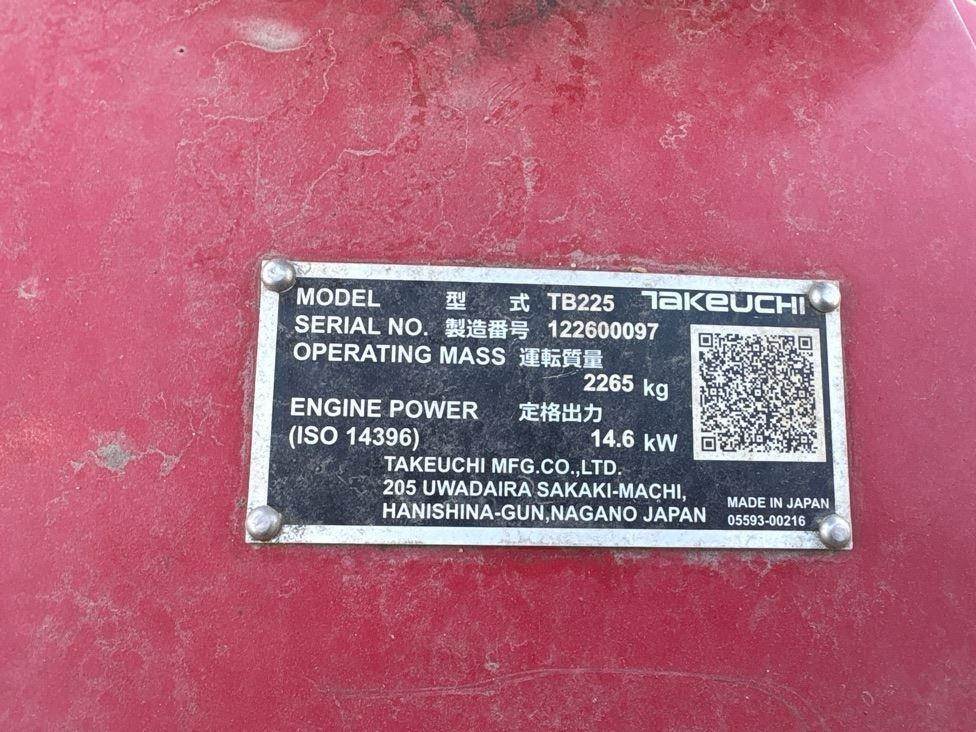 MODEL 型 式 TB225 TAKEUCHI
SERIAL NO. 製造番号 122600097
OPERATING MASS 運転質量
2265 kg
ENGINE POWER 定格出力
(ISO 14396) 14.6 kW
TAKEUCHI MFG.CO.,LTD.
205 UWADAIRA SAKAKI-MACHI,
HANISHINA-GUN,NAGANO JAPAN
MADE IN JAPAN
05593-00216